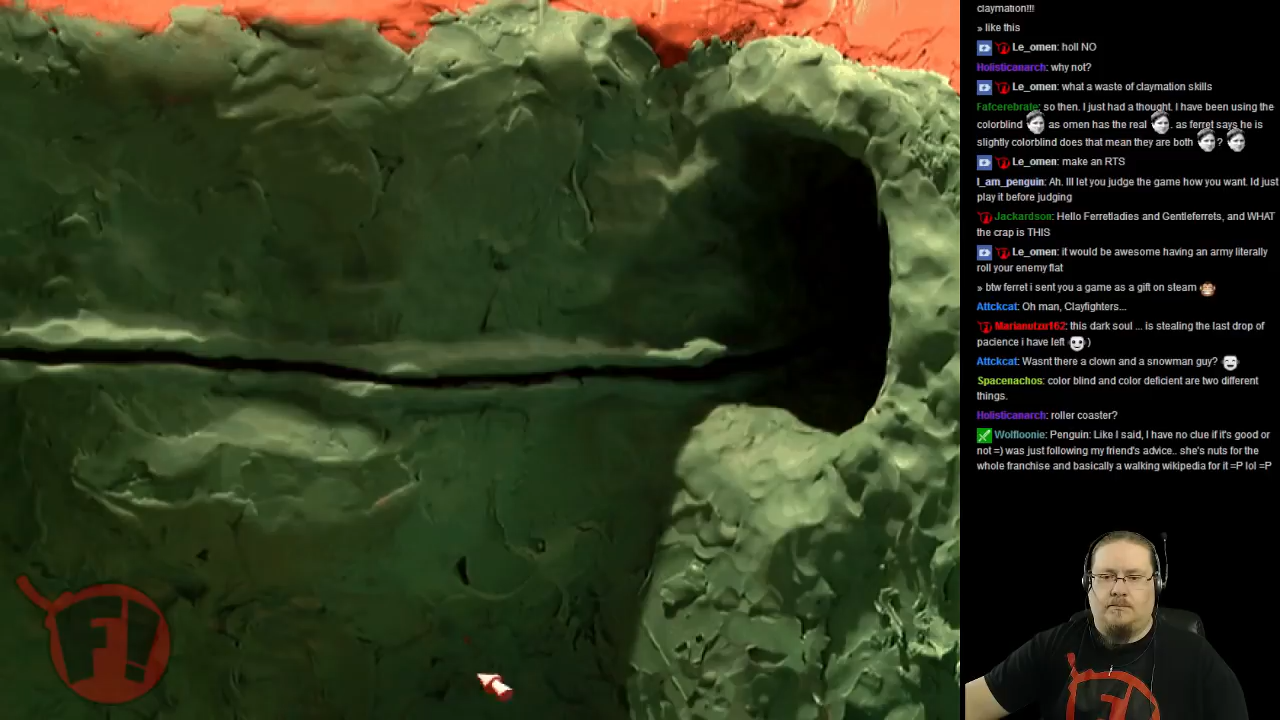 claymation!!!
» like this
Le_omen: holl NO
Holisticanarch: why not?
Le_omen: what a waste of claymation skills
Fafcerebrate: so then. I just had a thought. I have been using the
colorblind as omen has the real . as ferret says he is
slightly colorblind does that mean they are both ?
Le_omen: make an RTS
I_am_penguin: Ah. Ill let you judge the game how you want. Id just
play it before judging
Jackardson: Hello Ferretladies and Gentleferrets, and WHAT
the crap is THIS
Le_omen: it would be awesome having an army literally
roll your enemy flat
» btw ferret i sent you a game as a gift on steam
Attckcat: Oh man, Clayfighters...
Marianutzu162: this dark soul ... is stealing the last drop of
pacience i have left )
Attckcat: Wasnt there a clown and a snowman guy?
Spacenachos: color blind and color deficient are two different
things.
Holisticanarch: roller coaster?
Wolfloonie: Penguin: Like I said, I have no clue if it's good or
not =) was just following my friend's advice.. she's nuts for the
whole franchise and basically a walking wikipedia for it =P lol =P
F!